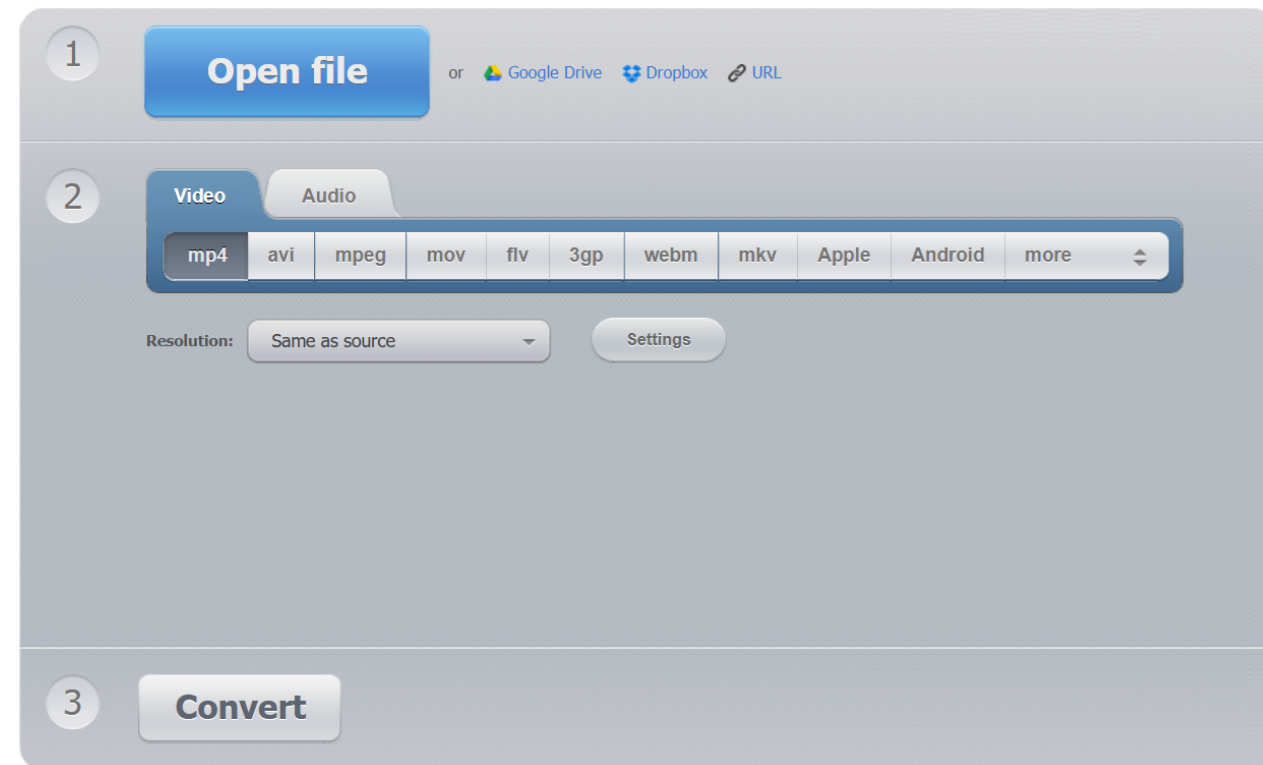 1
Open file or Google Drive Dropbox URL
2
Video Audio
mp4 avi mpeg mov flv 3gp webm mkv Apple Android more
Resolution: Same as source Settings
3
Convert